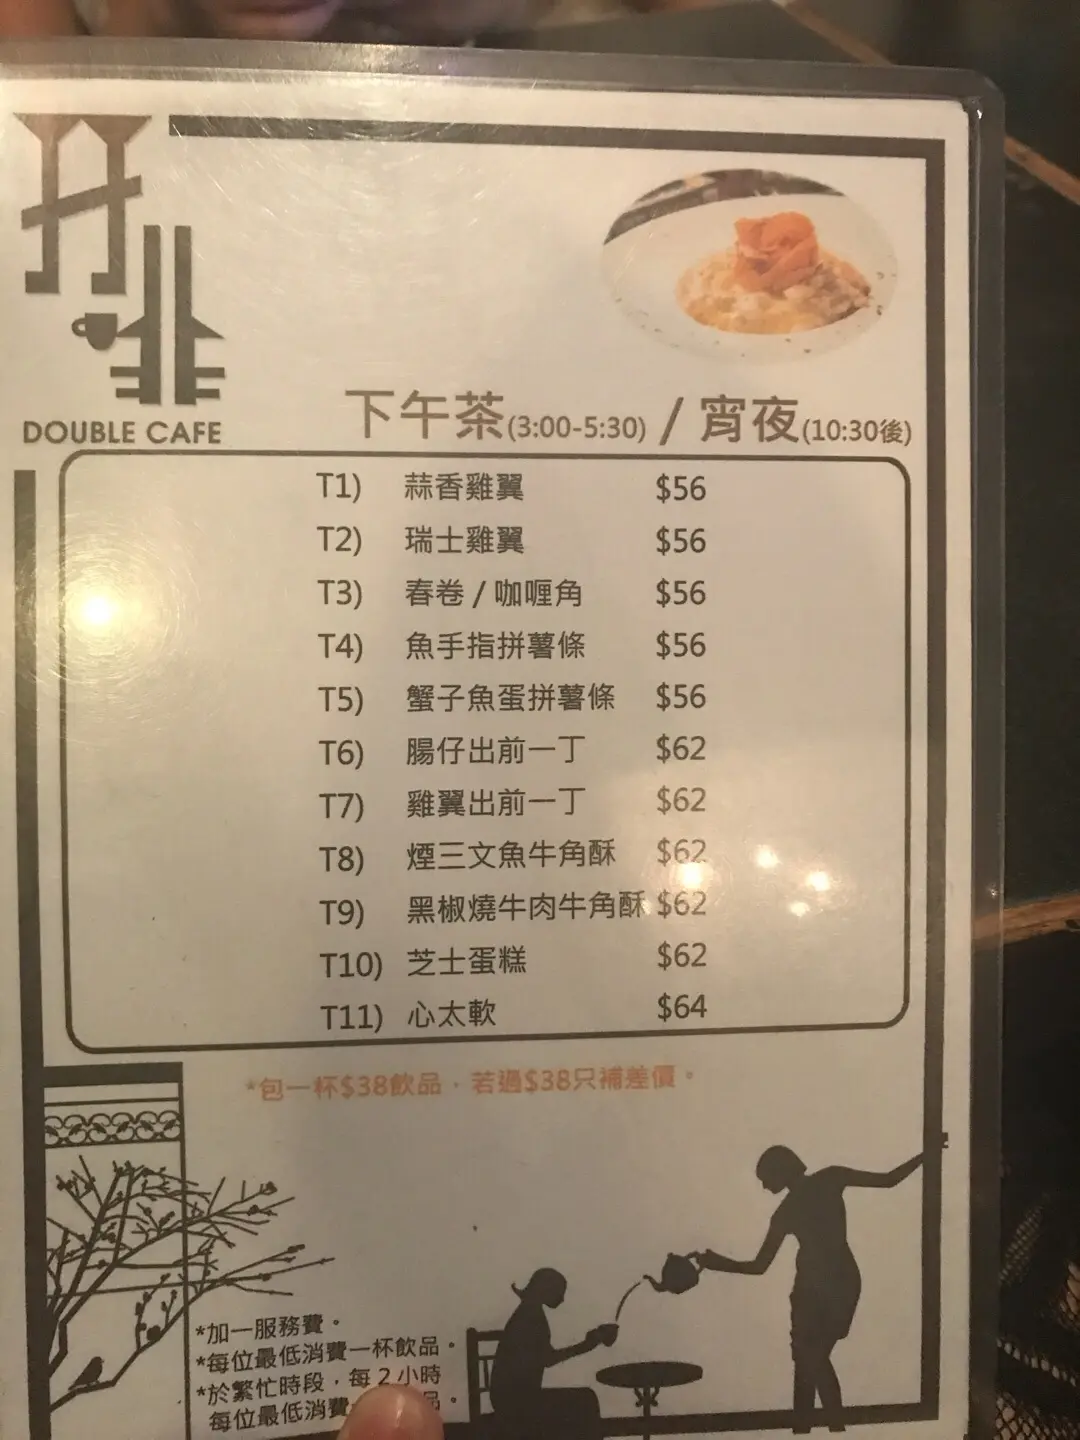 DOUBLE CAFE
下午茶(3:00-5:30) / 宵夜(10:30後)
T1) 蒜香雞翼 $56
T2) 瑞士雞翼 $56
T3) 春卷 / 咖喱角 $56
T4) 魚手指拼薯條 $56
T5) 蟹子魚蛋拼薯條 $56
T6) 腸仔出前一丁 $62
T7) 雞翼出前一丁 $62
T8) 煙三文魚牛角酥 $62
T9) 黑椒燒牛肉牛角酥 $62
T10) 芝士蛋糕 $62
T11) 心太軟 $64
*包一杯$38飲品，若過$38只補差價。
*加一服務費。
*每位最低消費一杯飲品。
*於繁忙時段，每2小時
每位最低消費 品。